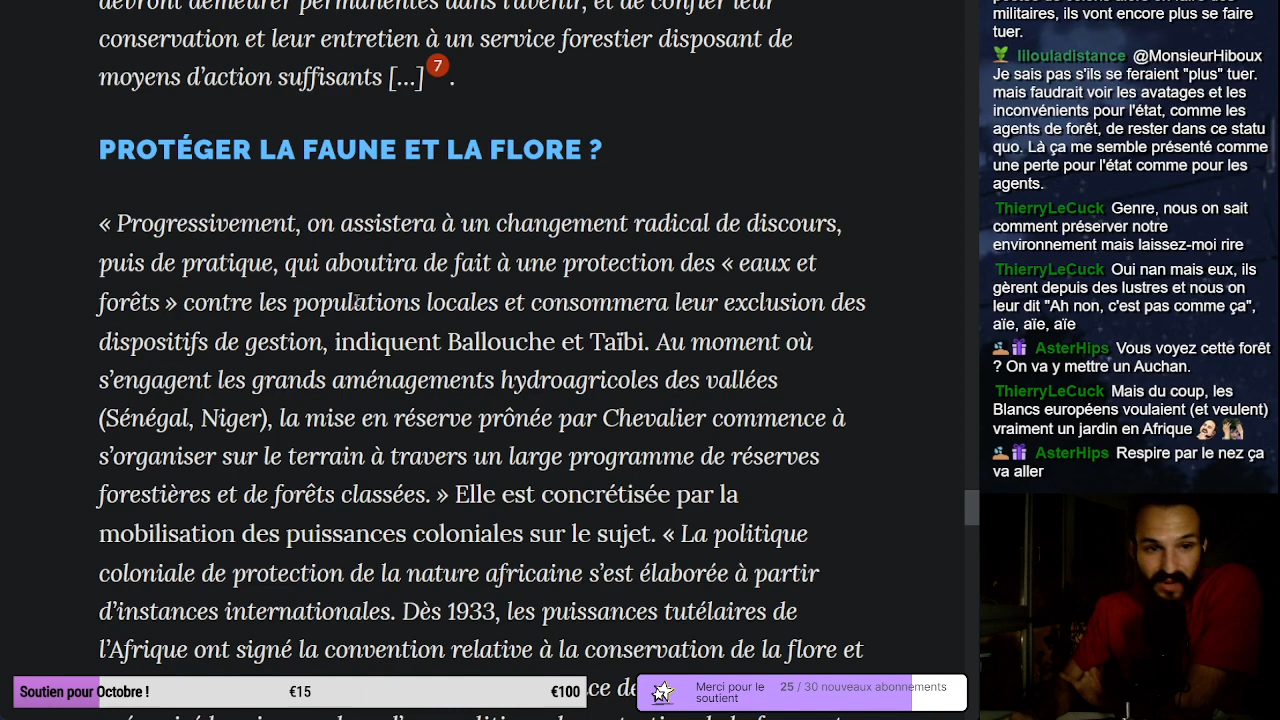 devront demeurer permanentes dans l'avenir, et de confier leur
conservation et leur entretien à un service forestier disposant de
moyens d'action suffisants […] 7.
PROTÉGER LA FAUNE ET LA FLORE ?
« Progressivement, on assistera à un changement radical de discours,
puis de pratique, qui aboutira de fait à une protection des « eaux et
forêts » contre les populations locales et consommera leur exclusion des
dispositifs de gestion, indiquent Ballouche et Taïbi. Au moment où
s'engagent les grands aménagements hydroagricoles des vallées
(Sénégal, Niger), la mise en réserve prônée par Chevalier commence à
s'organiser sur le terrain à travers un large programme de réserves
forestières et de forêts classées. » Elle est concrétisée par la
mobilisation des puissances coloniales sur le sujet. « La politique
coloniale de protection de la nature africaine s'est élaborée à partir
d'instances internationales. Dès 1933, les puissances tutélaires de
l'Afrique ont signé la convention relative à la conservation de la flore et
Soutien pour Octobre !
€15
€100
Merci pour le
soutient
25 / 30 nouveaux abonnements
militaires, ils vont encore plus se faire
tuer.
lilouladistance @MonsieurHiboux
Je sais pas s'ils se feraient "plus" tuer.
mais faudrait voir les avatages et les
inconvénients pour l'état, comme les
agents de forêt, de rester dans ce statu
quo. Là ça me semble présenté comme
une perte pour l'état comme pour les
agents.
ThierryLeCuck Genre, nous on sait
comment préserver notre
environnement mais laissez-moi rire
ThierryLeCuck Oui nan mais eux, ils
gèrent depuis des lustres et nous on
leur dit "Ah non, c'est pas comme ça",
aïe, aïe, aïe
AsterHips Vous voyez cette forêt
? On va y mettre un Auchan.
ThierryLeCuck Mais du coup, les
Blancs européens voulaient (et veulent)
vraiment un jardin en Afrique
AsterHips Respire par le nez ça
va aller